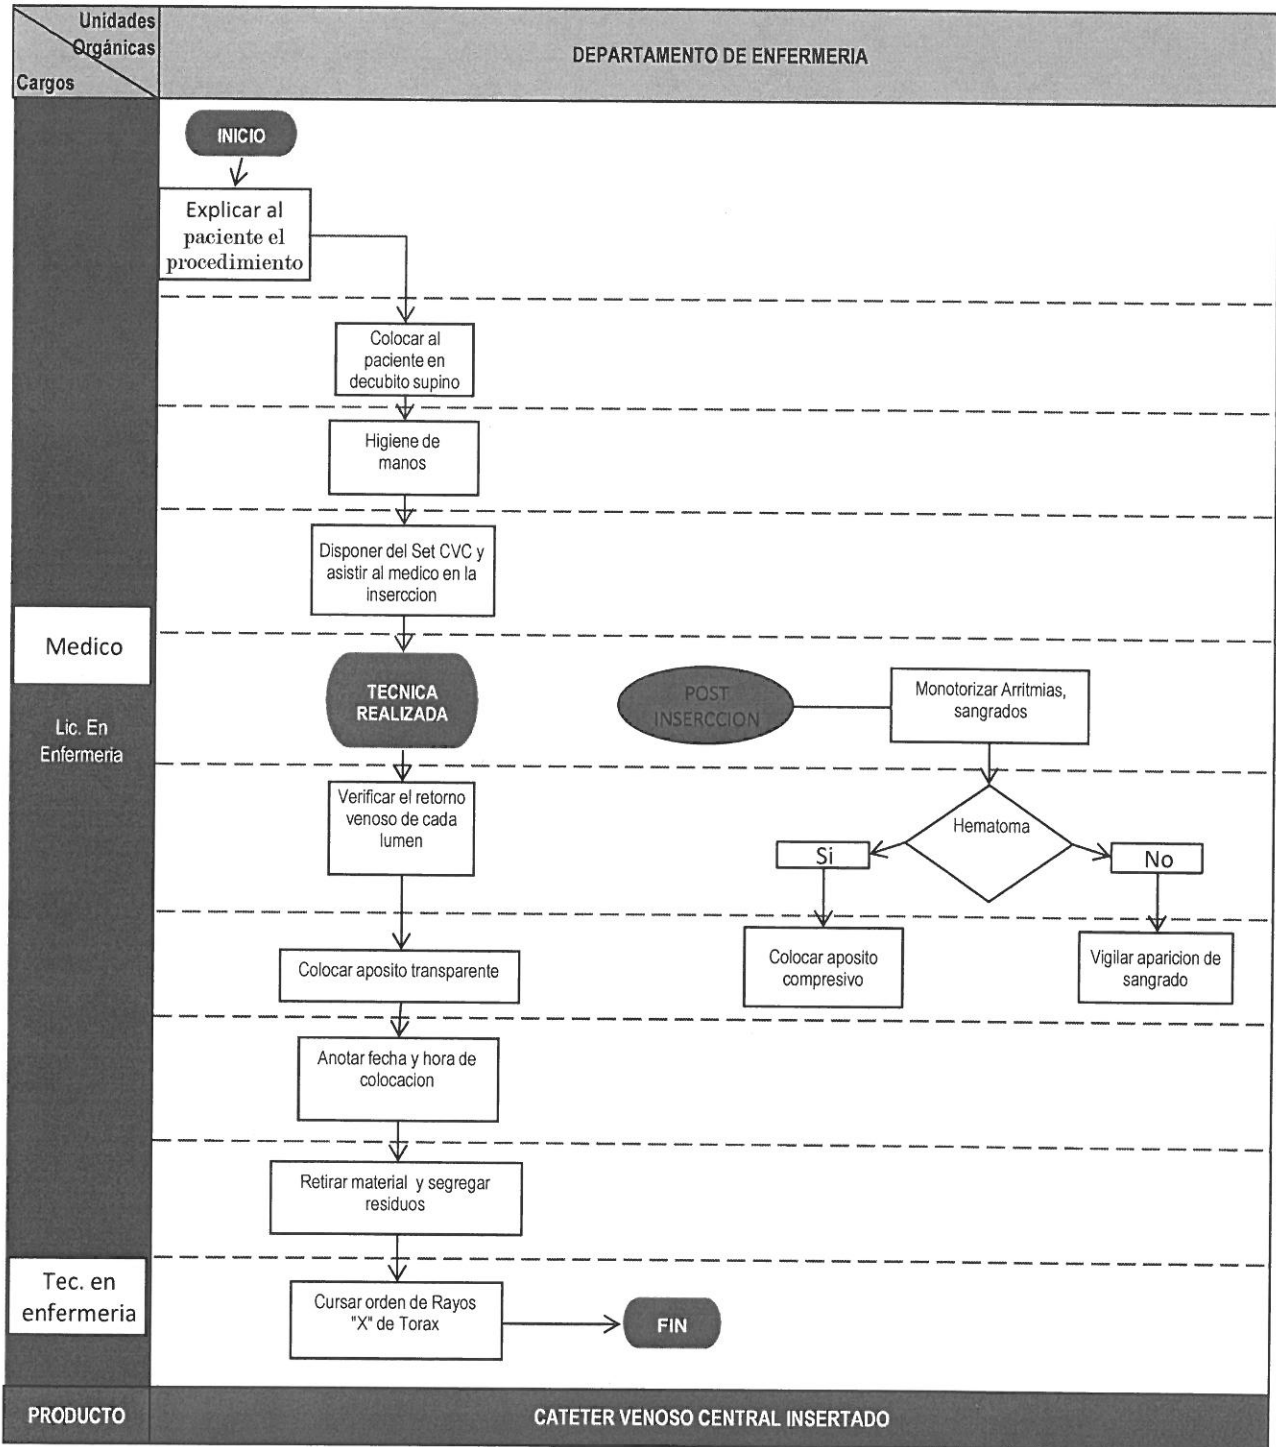 Unidades
Orgánicas
Cargos
DEPARTAMENTO DE ENFERMERIA
INICIO
Explicar al
paciente el
procedimiento
Colocar al
paciente en
decubito supino
Higiene de
manos
Disponer del Set CVC y
asistir al medico en la
inserccion
Medico
Lic. En
Enfermeria
TECNICA
REALIZADA
POST
INSERCCION
Monotorizar Arritmias,
sangrados
Verificar el retorno
venoso de cada
lumen
Hematoma
Si
No
Colocar aposito transparente
Colocar aposito
compresivo
Vigilar aparicion de
sangrado
Anotar fecha y hora de
colocacion
Retirar material y segregar
residuos
Tec. en
enfermeria
Cursar orden de Rayos
"X" de Torax
FIN
PRODUCTO
CATETER VENOSO CENTRAL INSERTADO